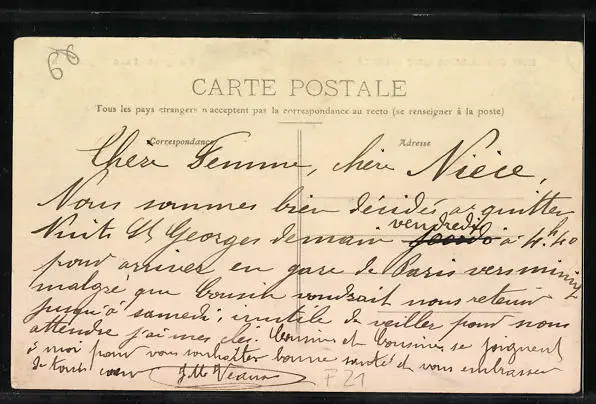 68
CARTE POSTALE
Tous les pays étrangers n'acceptent pas la correspondance au recto (se renseigner à la poste)
Correspondance
Adresse
Chère Femme, chère Nièce,
Nous sommes bien décidés à quitter
Nuits St Georges demain vendredi jeudi à 4h40
pour arriver en gare de Paris vers minuit
malgré que Cousin voudrait nous retenir
jusqu'à samedi, inutile de veiller pour nous
attendre j'ai mes clés. Cousine et Cousins se joignent
à moi pour vous souhaiter bonne santé et vous embrasser
de tout cœur
F21